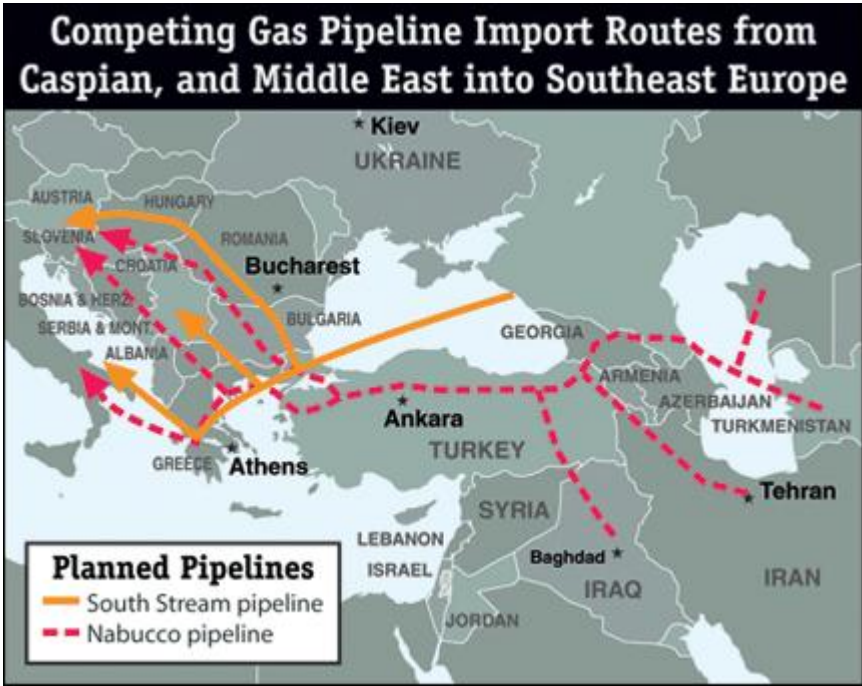 Competing Gas Pipeline Import Routes from
Caspian, and Middle East into Southeast Europe
Kiev
UKRAINE
AUSTRIA
HUNGARY
SLOVENIA
ROMANIA
CROATIA
Bucharest
BOSNIA & HERZ.
SERBIA & MONT.
BULGARIA
ALBANIA
GEORGIA
ARMENIA
AZERBAIJAN
TURKMENISTAN
Ankara
TURKEY
GREECE
Athens
Tehran
SYRIA
LEBANON
Baghdad
ISRAEL
IRAQ
IRAN
JORDAN
Planned Pipelines
South Stream pipeline
Nabucco pipeline